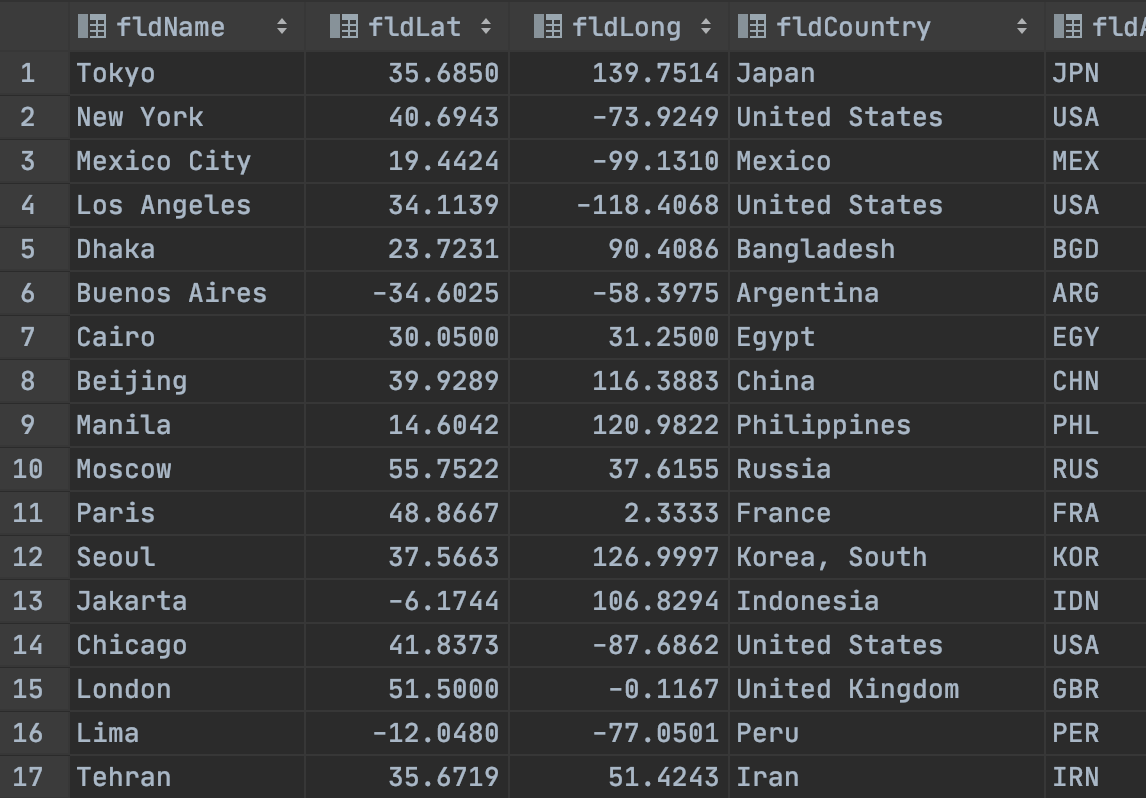 fldName fldLat fldLong fldCountry fldA
1 Tokyo 35.6850 139.7514 Japan JPN
2 New York 40.6943 -73.9249 United States USA
3 Mexico City 19.4424 -99.1310 Mexico MEX
4 Los Angeles 34.1139 -118.4068 United States USA
5 Dhaka 23.7231 90.4086 Bangladesh BGD
6 Buenos Aires -34.6025 -58.3975 Argentina ARG
7 Cairo 30.0500 31.2500 Egypt EGY
8 Beijing 39.9289 116.3883 China CHN
9 Manila 14.6042 120.9822 Philippines PHL
10 Moscow 55.7522 37.6155 Russia RUS
11 Paris 48.8667 2.3333 France FRA
12 Seoul 37.5663 126.9997 Korea, South KOR
13 Jakarta -6.1744 106.8294 Indonesia IDN
14 Chicago 41.8373 -87.6862 United States USA
15 London 51.5000 -0.1167 United Kingdom GBR
16 Lima -12.0480 -77.0501 Peru PER
17 Tehran 35.6719 51.4243 Iran IRN